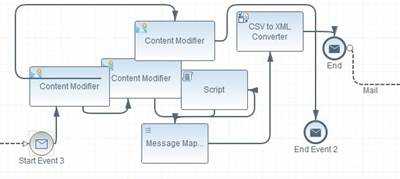 Content Modifier
CSV to XML
Converter
End
Content Modifier
Content Modifier
Script
Mail
Message Map...
Start Event 3
End Event 2